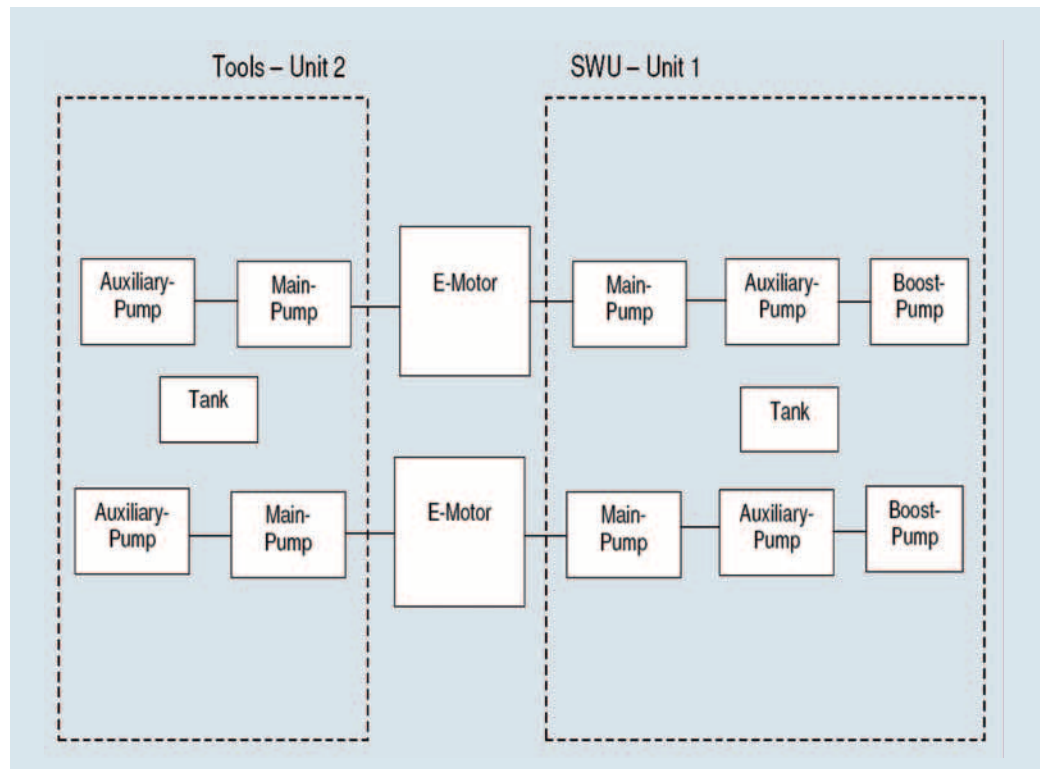 Tools – Unit 2
SWU – Unit 1
Auxiliary-
Pump
Main-
Pump
E-Motor
Main-
Pump
Auxiliary-
Pump
Boost-
Pump
Tank
Tank
Auxiliary-
Pump
Main-
Pump
E-Motor
Main-
Pump
Auxiliary-
Pump
Boost-
Pump